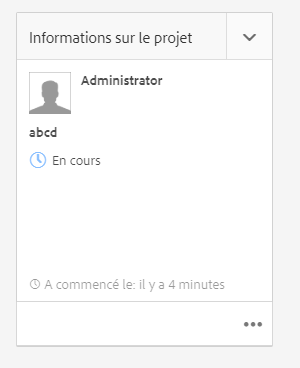 Informations sur le projet
Administrator
abcd
En cours
A commencé le: il y a 4 minutes